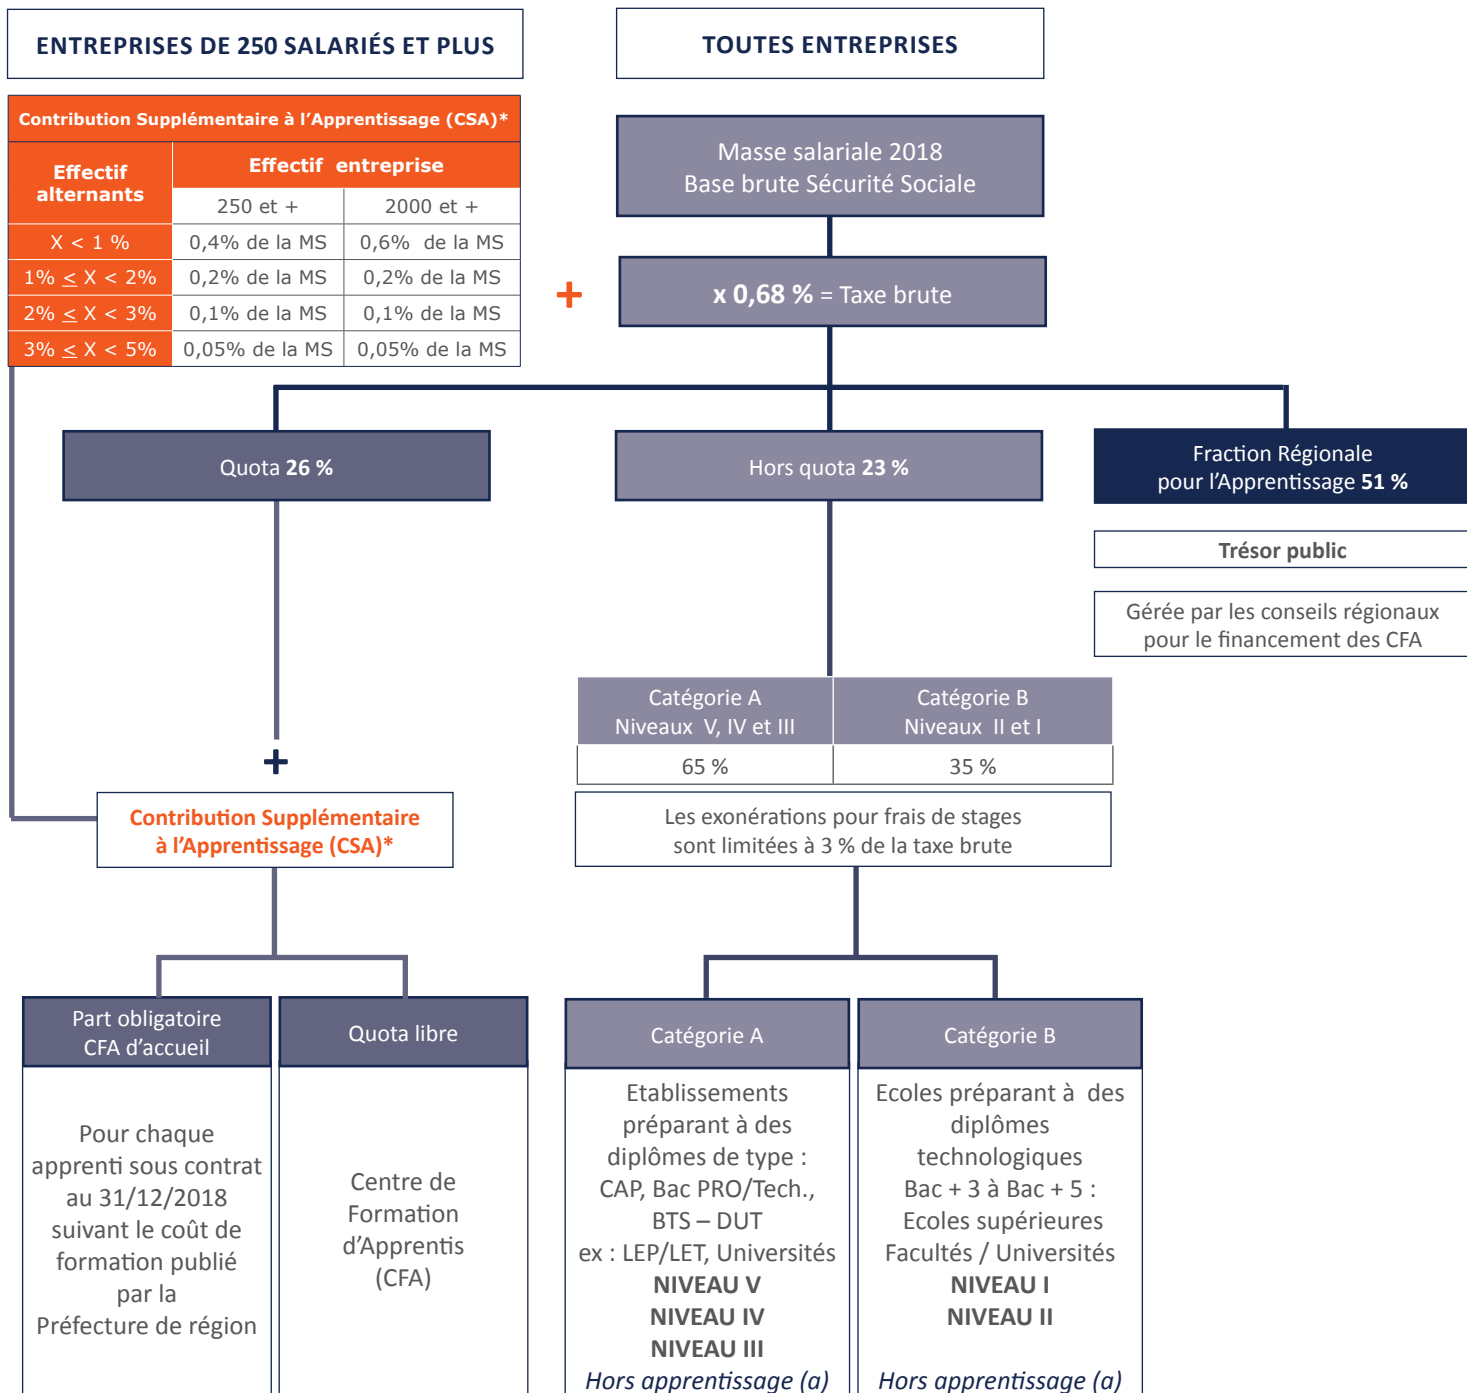 ENTREPRISES DE 250 SALARIÉS ET PLUS
TOUTES ENTREPRISES
Contribution Supplémentaire à l'Apprentissage (CSA)*
Effectif
alternants
Effectif entreprise
250 et +
2000 et +
X < 1 %
0,4% de la MS
0,6% de la MS
1% ≤ X < 2%
0,2% de la MS
0,2% de la MS
2% ≤ X < 3%
0,1% de la MS
0,1% de la MS
3% ≤ X < 5%
0,05% de la MS
0,05% de la MS
+
Masse salariale 2018
Base brute Sécurité Sociale
x 0,68 % = Taxe brute
Quota 26 %
Hors quota 23 %
Fraction Régionale
pour l'Apprentissage 51 %
Trésor public
Gérée par les conseils régionaux
pour le financement des CFA
Catégorie A
Niveaux V, IV et III
Catégorie B
Niveaux II et I
65 %
35 %
+
Contribution Supplémentaire
à l'Apprentissage (CSA)*
Les exonérations pour frais de stages
sont limitées à 3 % de la taxe brute
Part obligatoire
CFA d'accueil
Pour chaque
apprenti sous contrat
au 31/12/2018
suivant le coût de
formation publié
par la
Préfecture de région
Quota libre
Centre de
Formation
d'Apprentis
(CFA)
Catégorie A
Etablissements
préparant à des
diplômes de type :
CAP, Bac PRO/Tech.,
BTS – DUT
ex : LEP/LET, Universités
NIVEAU V
NIVEAU IV
NIVEAU III
Hors apprentissage (a)
Catégorie B
Ecoles préparant à des
diplômes
technologiques
Bac + 3 à Bac + 5 :
Ecoles supérieures
Facultés / Universités
NIVEAU I
NIVEAU II
Hors apprentissage (a)